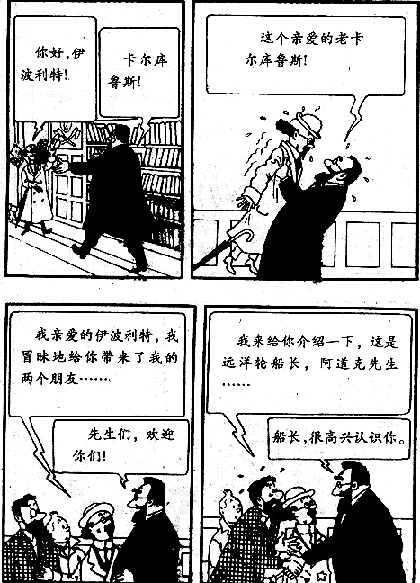 你好,伊
波利特!
卡尔库
鲁斯!
这个亲爱的老卡
尔库鲁斯!
我亲爱的伊波利特,我
冒昧地给你带来了我的
两个朋友……
先生们,欢迎
你们!
我来给你介绍一下,这是
远洋轮船长,阿道克先生
……
船长,很高兴认识你。